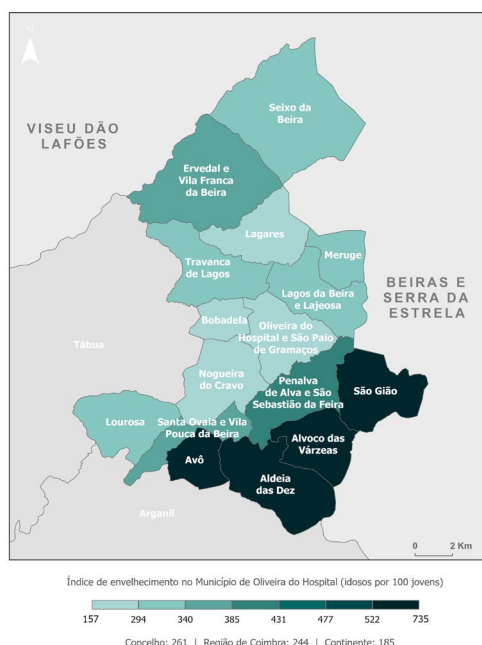 N
VISEU DÃO
LAFÕES
Seixo da
Beira
Ervedal e
Vila Franca
da Beira
Lagares
Travanca
de Lagos
Meruge
Lagos da Beira
e Lajeosa
BEIRAS E
SERRA DA
ESTRELA
Bobadela
Oliveira do
Hospital e São Paio
de Gramaços
Tábua
Nogueira
do Cravo
Penalva
de Alva e São
Sebastião da Feira
São Gião
Lourosa
Santa Ovaia e Vila
Pouca da Beira
Alvoco das
Várzeas
Avô
Aldeia
das Dez
Arganil
0 2 Km
Índice de envelhecimento no Município de Oliveira do Hospital (idosos por 100 jovens)
157 294 340 385 431 477 522 735
Concelho: 261 | Região de Coimbra: 244 | Continente: 185